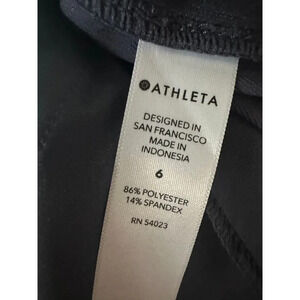 ATHLETA
DESIGNED IN
SAN FRANCISCO
MADE IN
INDONESIA
6
86% POLYESTER
14% SPANDEX
RN 54023